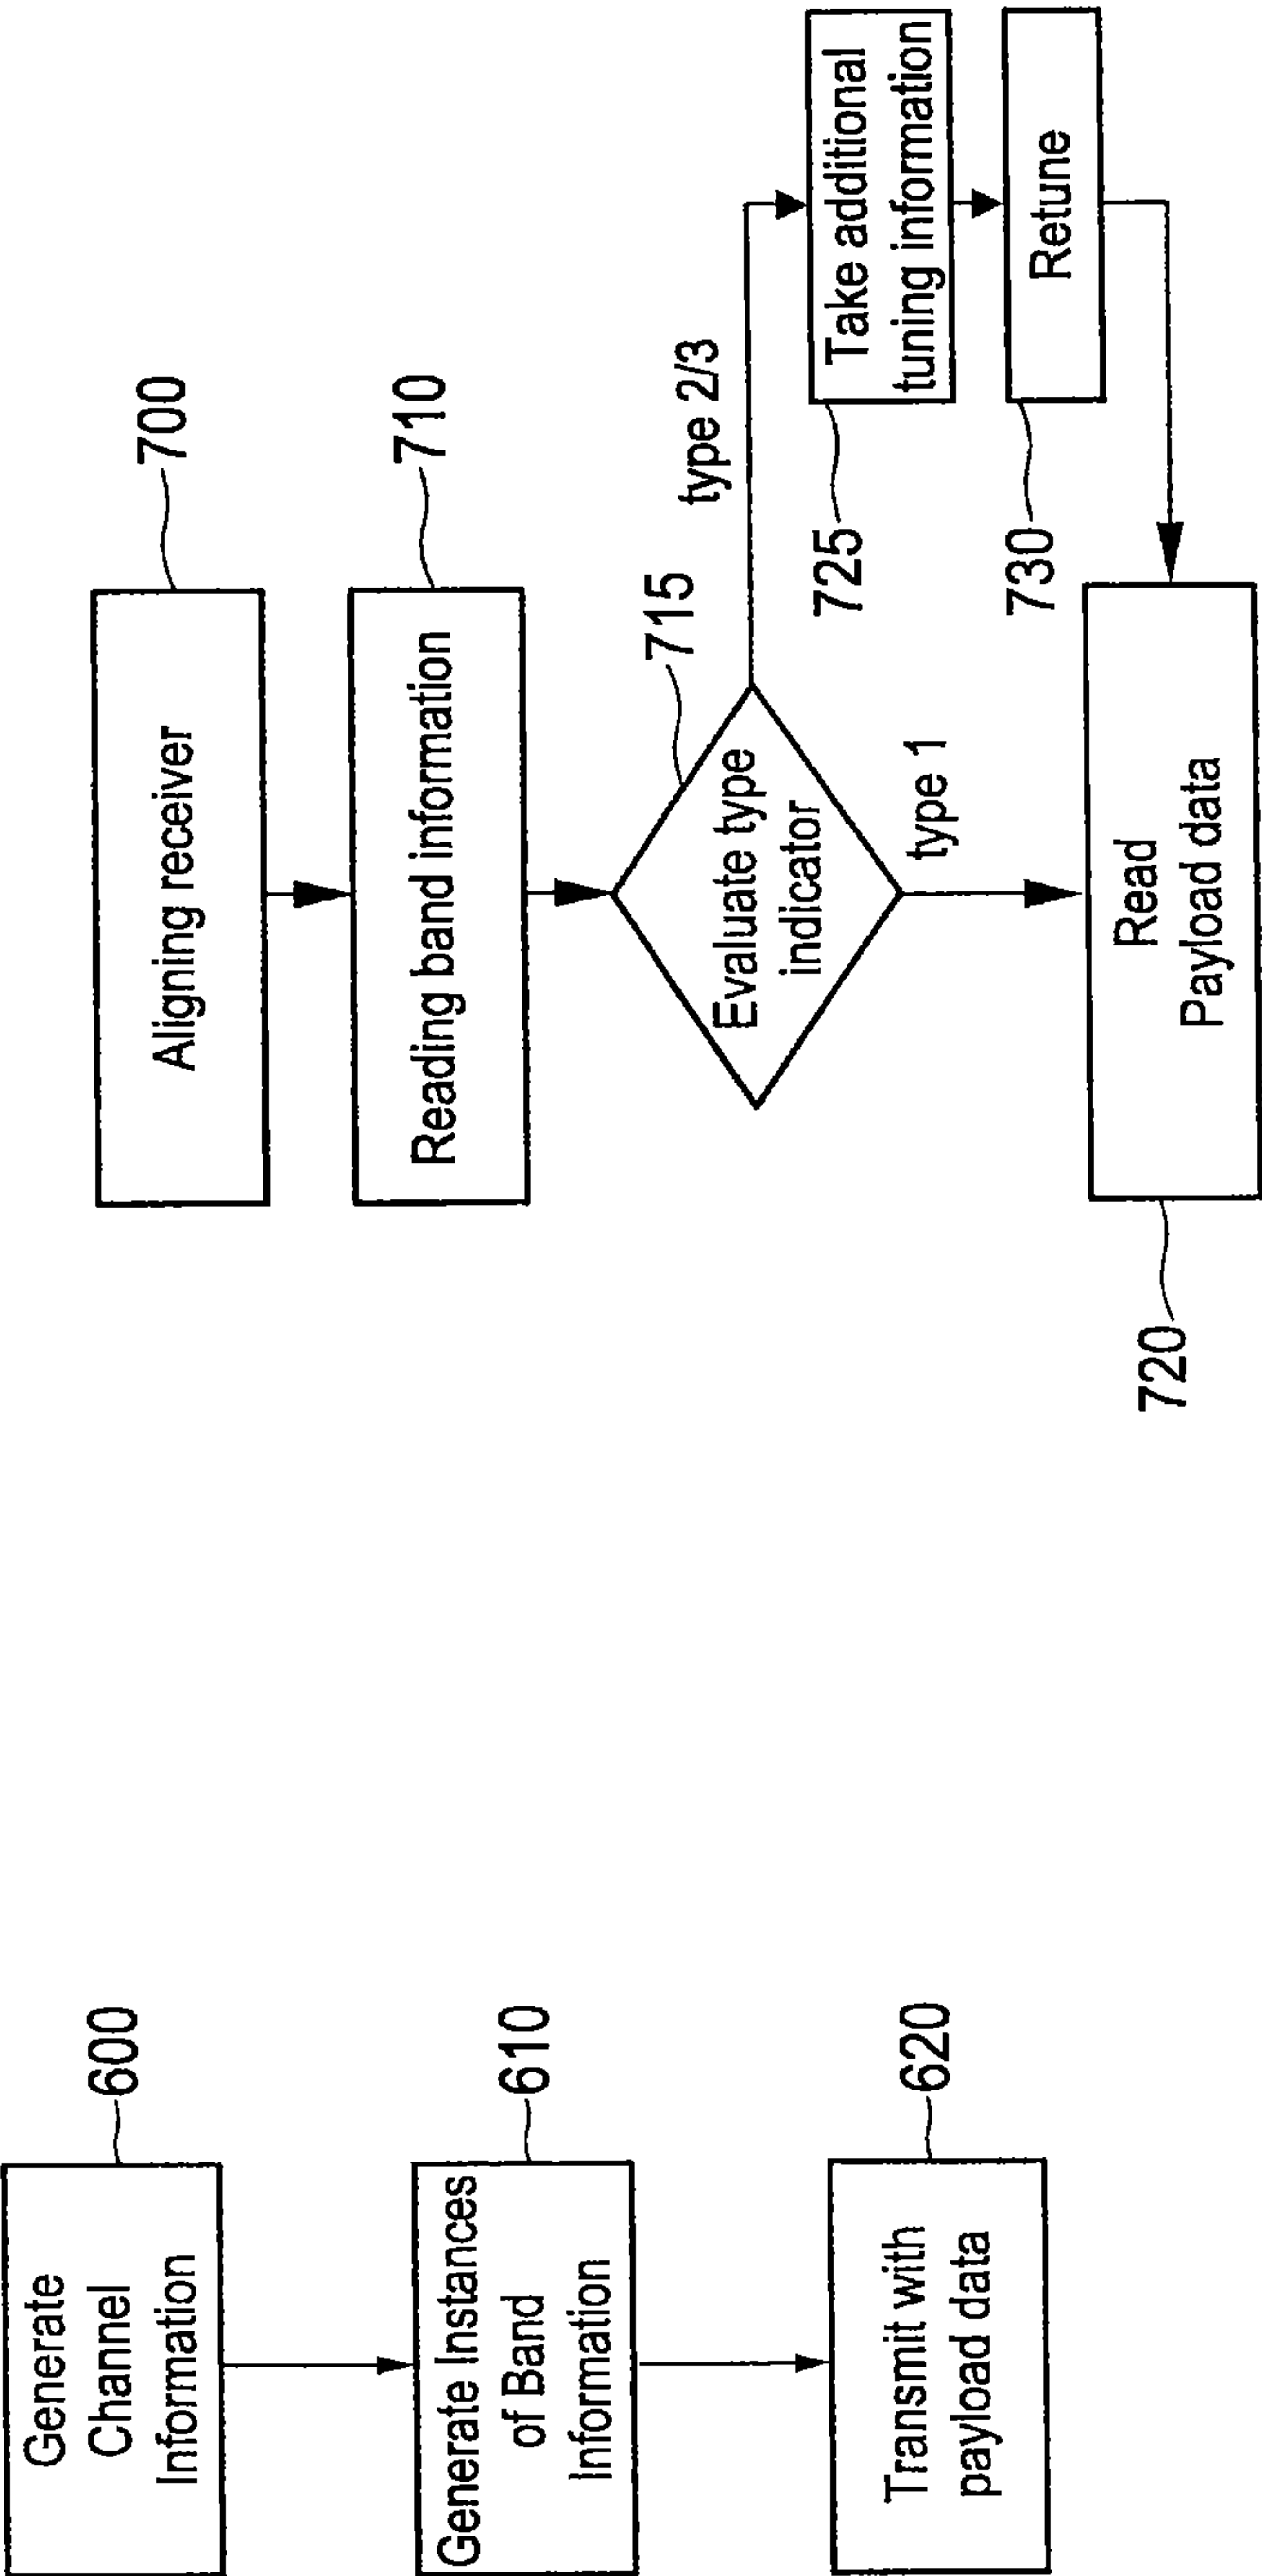 Generate
Channel
Information
600
Generate Instances
of Band
Information
610
Transmit with
payload data
620
Aligning receiver
700
Reading band information
710
Evaluate type
indicator
715
type 2/3
type 1
Take additional
tuning information
725
Retune
730
Read
Payload data
720